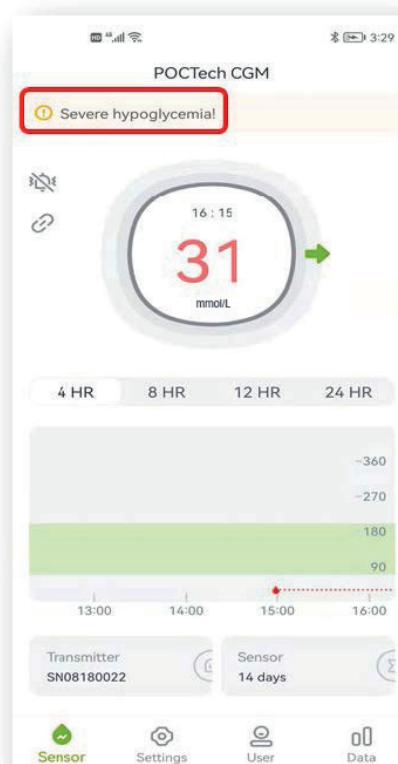 HD 46 3:29
POCTech CGM
Severe hypoglycemia!
16 : 15
31
mmol/L
4 HR 8 HR 12 HR 24 HR
-360
-270
180
90
13:00 14:00 15:00 16:00
Transmitter Sensor
SN08180022 14 days
Sensor Settings User Data